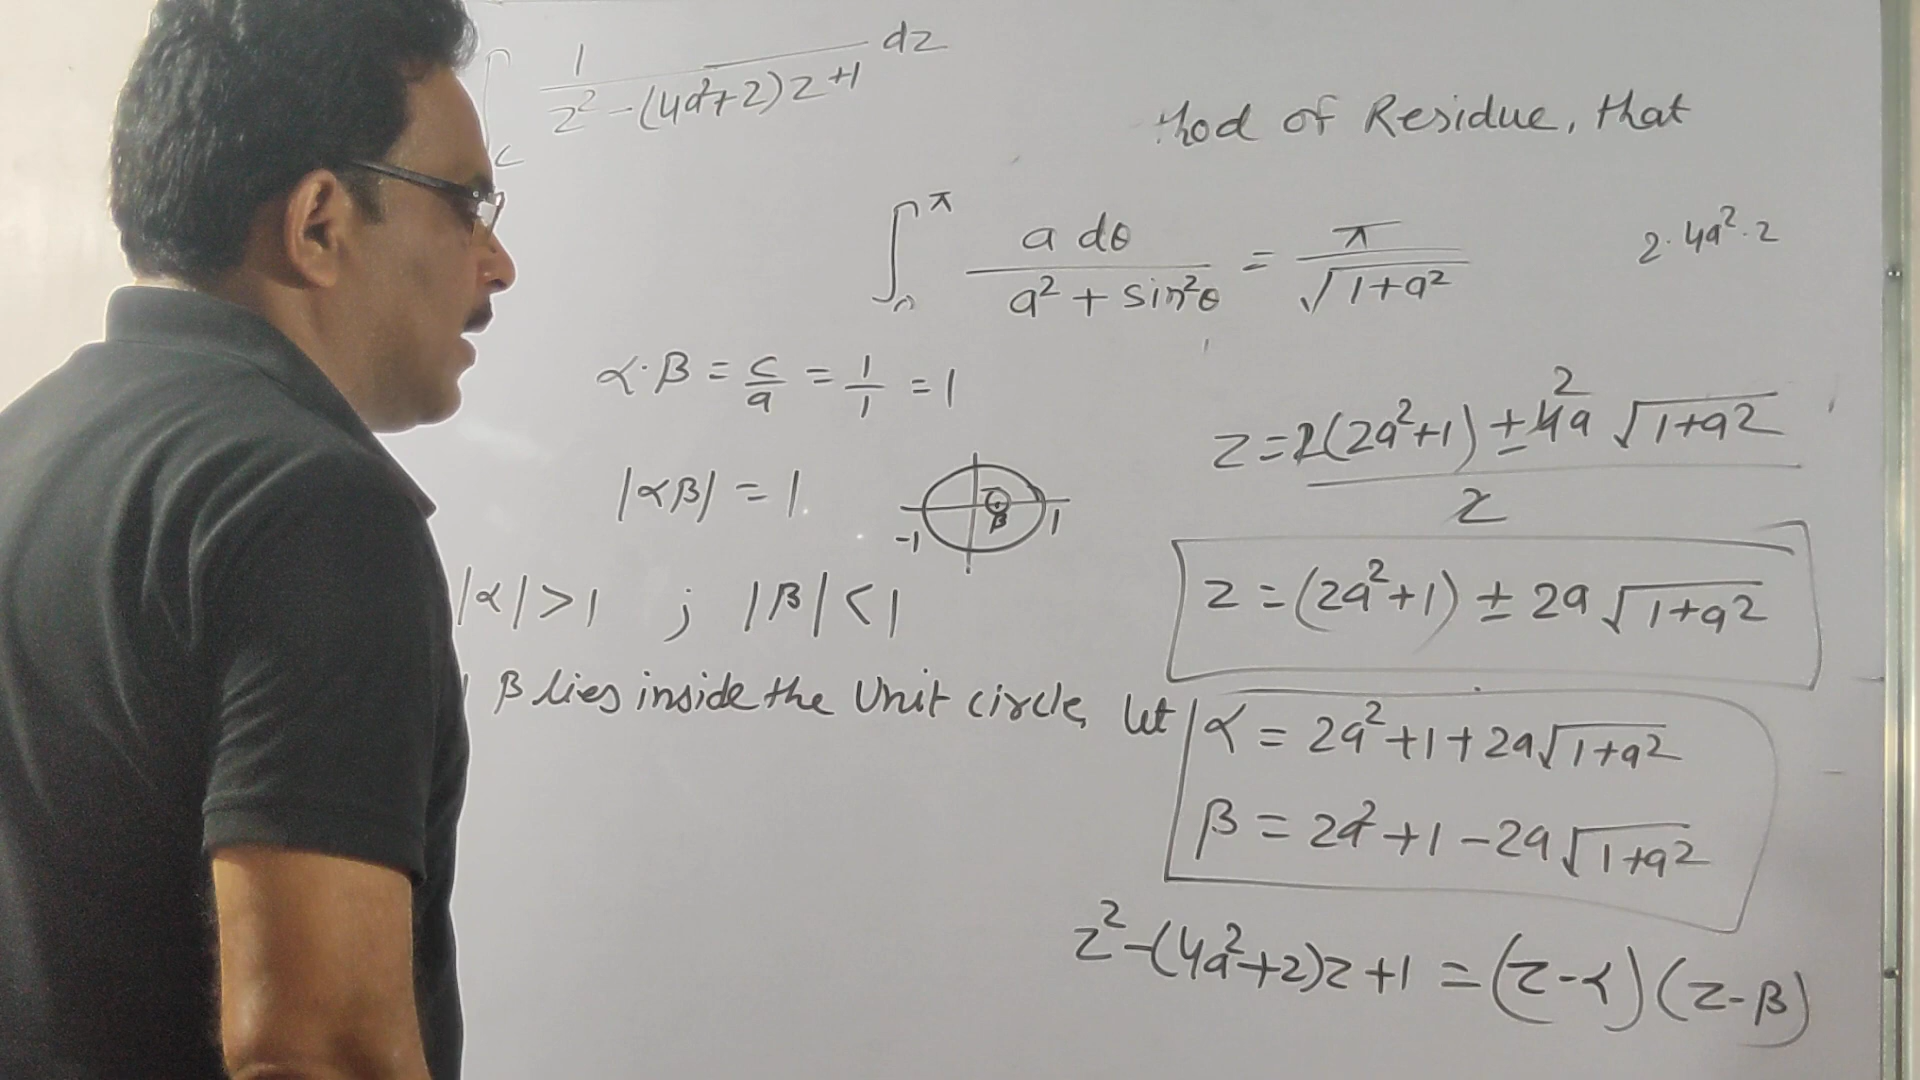 ∫_C 1/(z² - (4a²+2)z + 1) dz
thod of Residue, that
∫₀^π a dθ/(a² + sin²θ) = π/√(1+a²)
2·4a²·2
α·β = c/a = 1/1 = 1
z = 2(2a²+1) ± 4a √(1+a²) / 2
2
|αβ| = 1.
-1 β 1
z = (2a²+1) ± 2a √(1+a²)
|α| > 1 ; |β| < 1
β lies inside the Unit circle, let α = 2a²+1+2a√(1+a²)
β = 2a²+1-2a√(1+a²)
z² - (4a²+2)z + 1 = (z-α)(z-β)